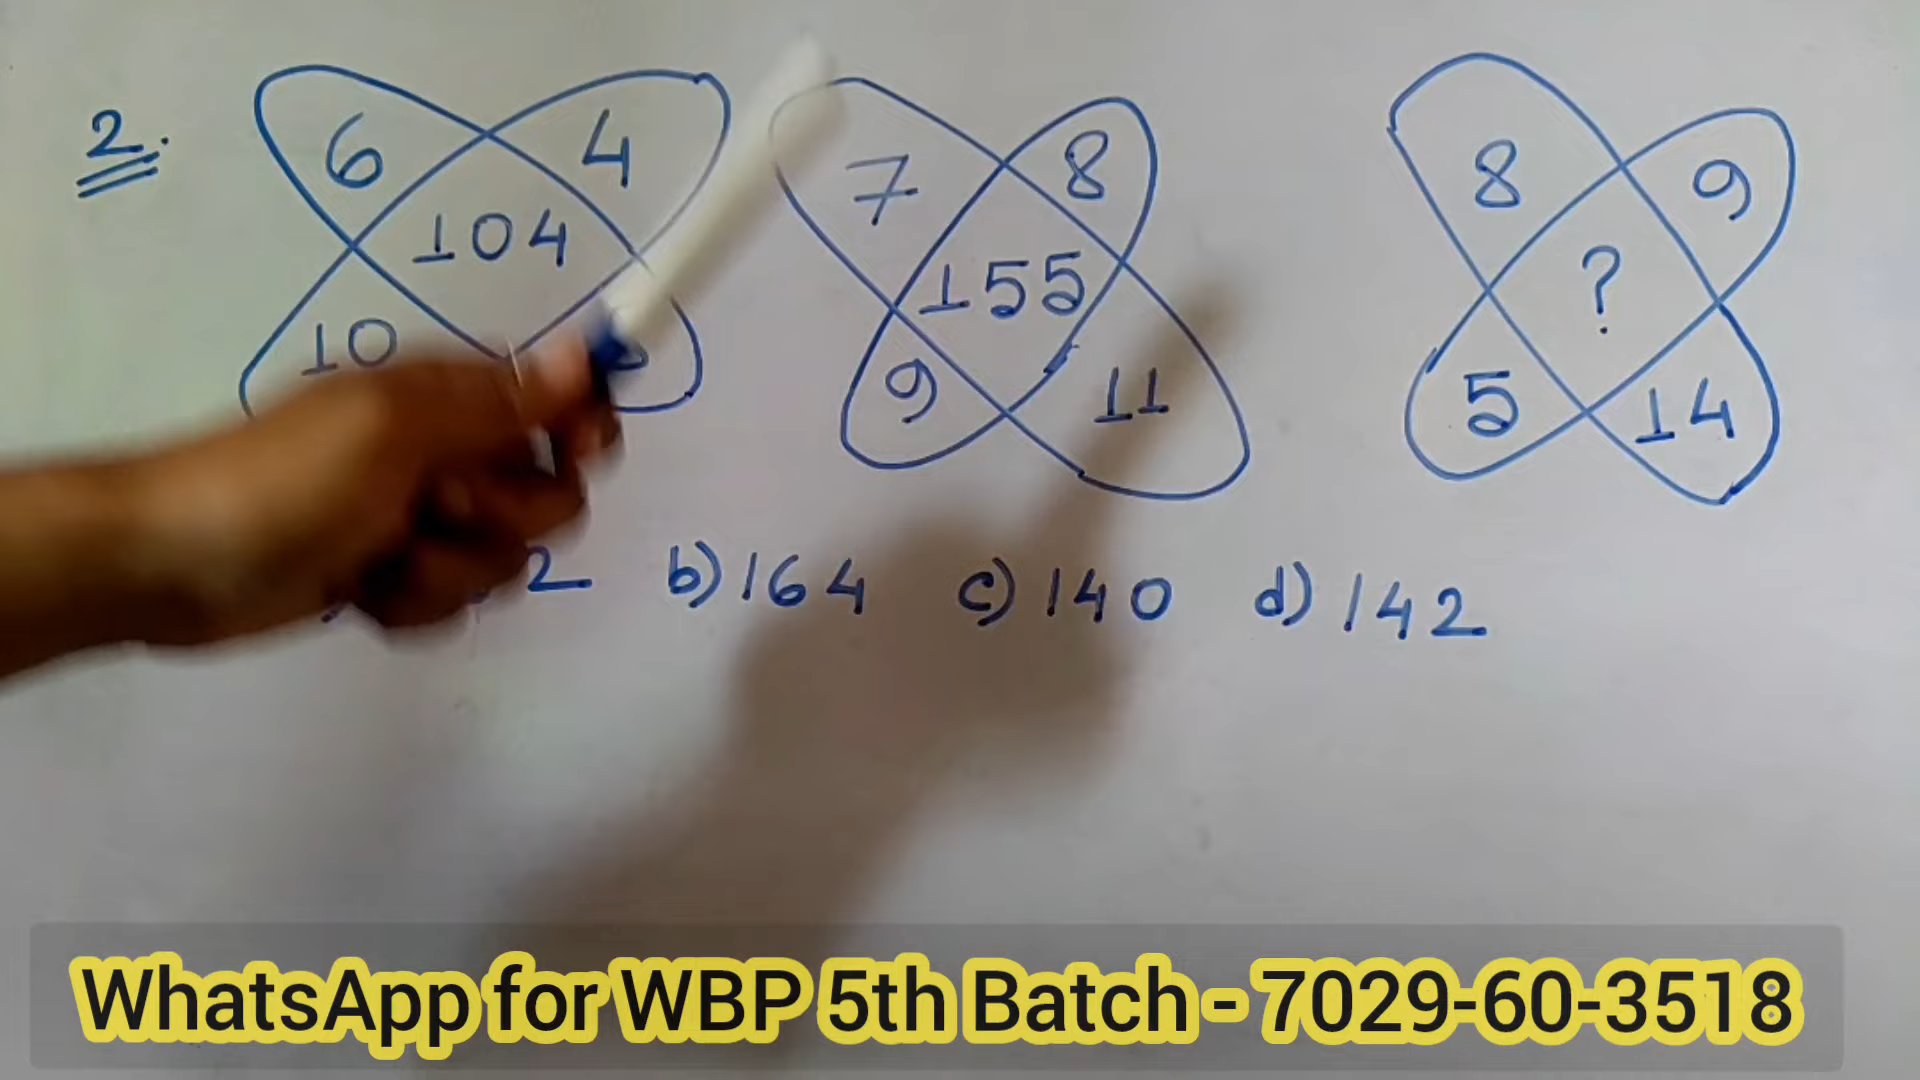 2.
6 4 7 8 8 9
104 155 ?
10 9 11 5 14
2 b) 164 c) 140 d) 142
WhatsApp for WBP 5th Batch - 7029-60-3518